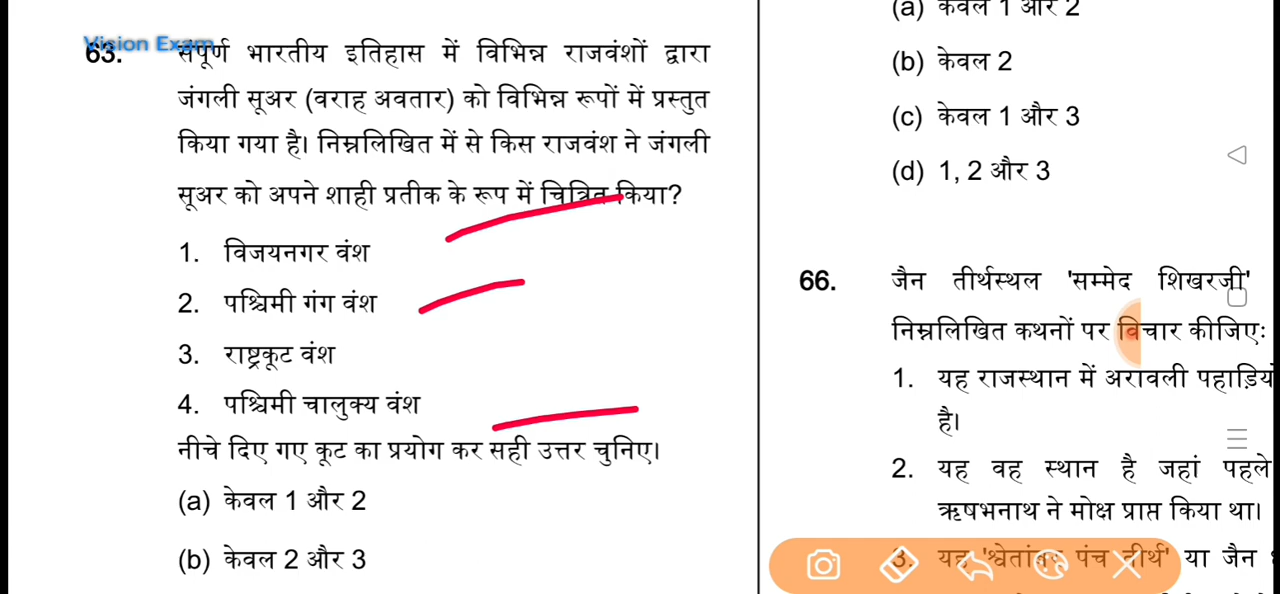 Vision Exam
63. संपूर्ण भारतीय इतिहास में विभिन्न राजवंशों द्वारा
जंगली सूअर (वराह अवतार) को विभिन्न रूपों में प्रस्तुत
किया गया है। निम्नलिखित में से किस राजवंश ने जंगली
सूअर को अपने शाही प्रतीक के रूप में चित्रित किया?
1. विजयनगर वंश
2. पश्चिमी गंग वंश
3. राष्ट्रकूट वंश
4. पश्चिमी चालुक्य वंश
नीचे दिए गए कूट का प्रयोग कर सही उत्तर चुनिए।
(a) केवल 1 और 2
(b) केवल 2 और 3
(a) केवल 1 और 2
(b) केवल 2
(c) केवल 1 और 3
(d) 1, 2 और 3
66. जैन तीर्थस्थल 'सम्मेद शिखरजी'
निम्नलिखित कथनों पर विचार कीजिए:
1. यह राजस्थान में अरावली
है।
2. यह वह स्थान है जहां पहले
ऋषभनाथ ने मोक्ष प्राप्त किया था।
3. यह 'श्वेतांबर पंच तीर्थ' या जैन